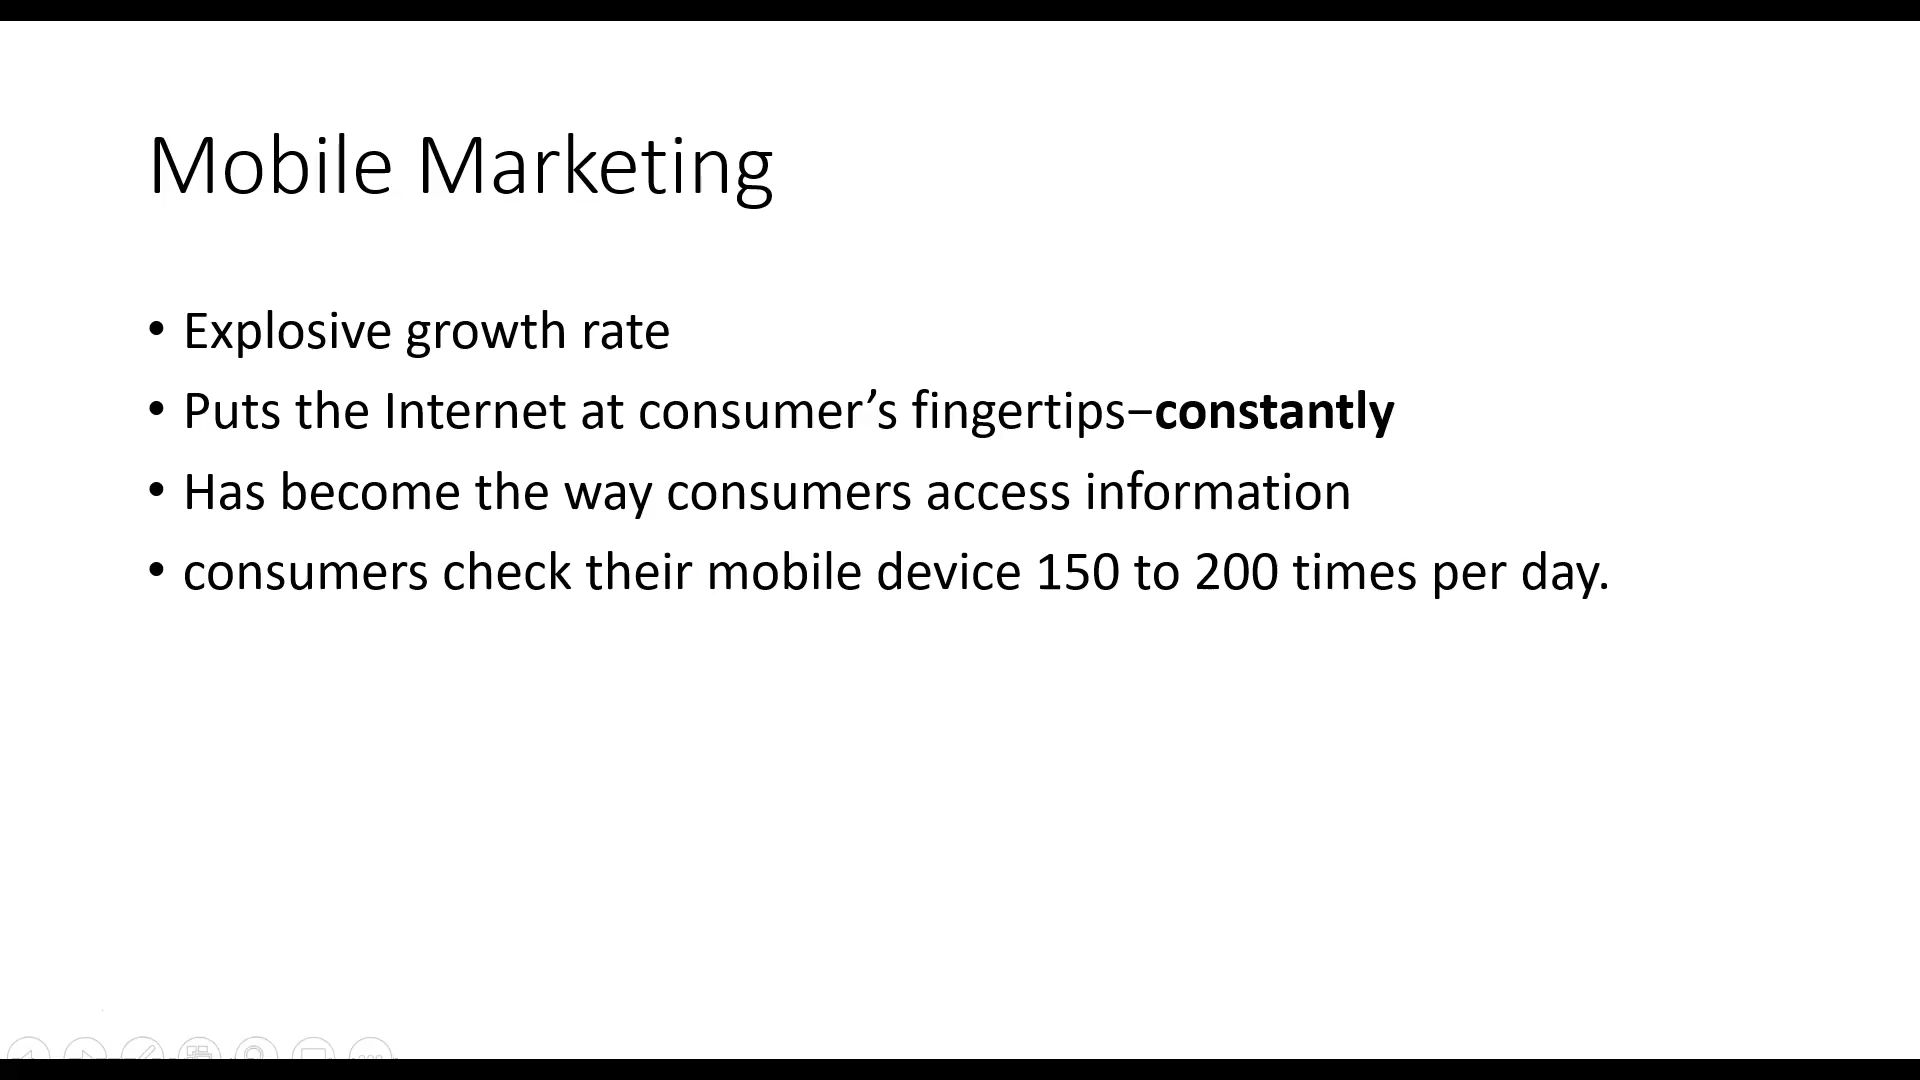 Mobile Marketing
• Explosive growth rate
• Puts the Internet at consumer’s fingertips–constantly
• Has become the way consumers access information
• consumers check their mobile device 150 to 200 times per day.